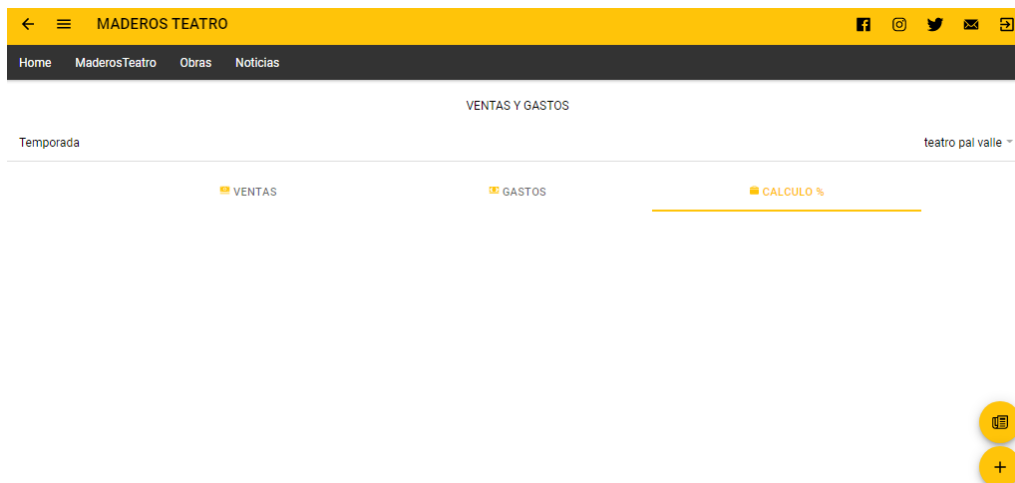 MADEROS TEATRO
Home MaderosTeatro Obras Noticias
VENTAS Y GASTOS
Temporada teatro pal valle
VENTAS GASTOS CALCULO %